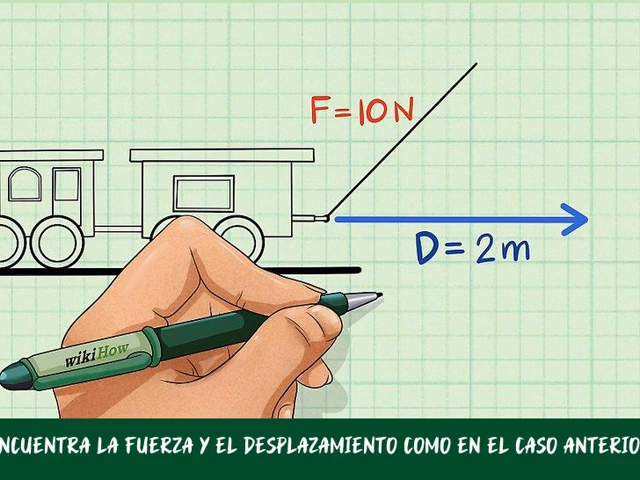 F=10N
D=2m
wikiHow
NCUENTRA LA FUERZA Y EL DESPLAZAMIENTO COMO EN EL CASO ANTERIO